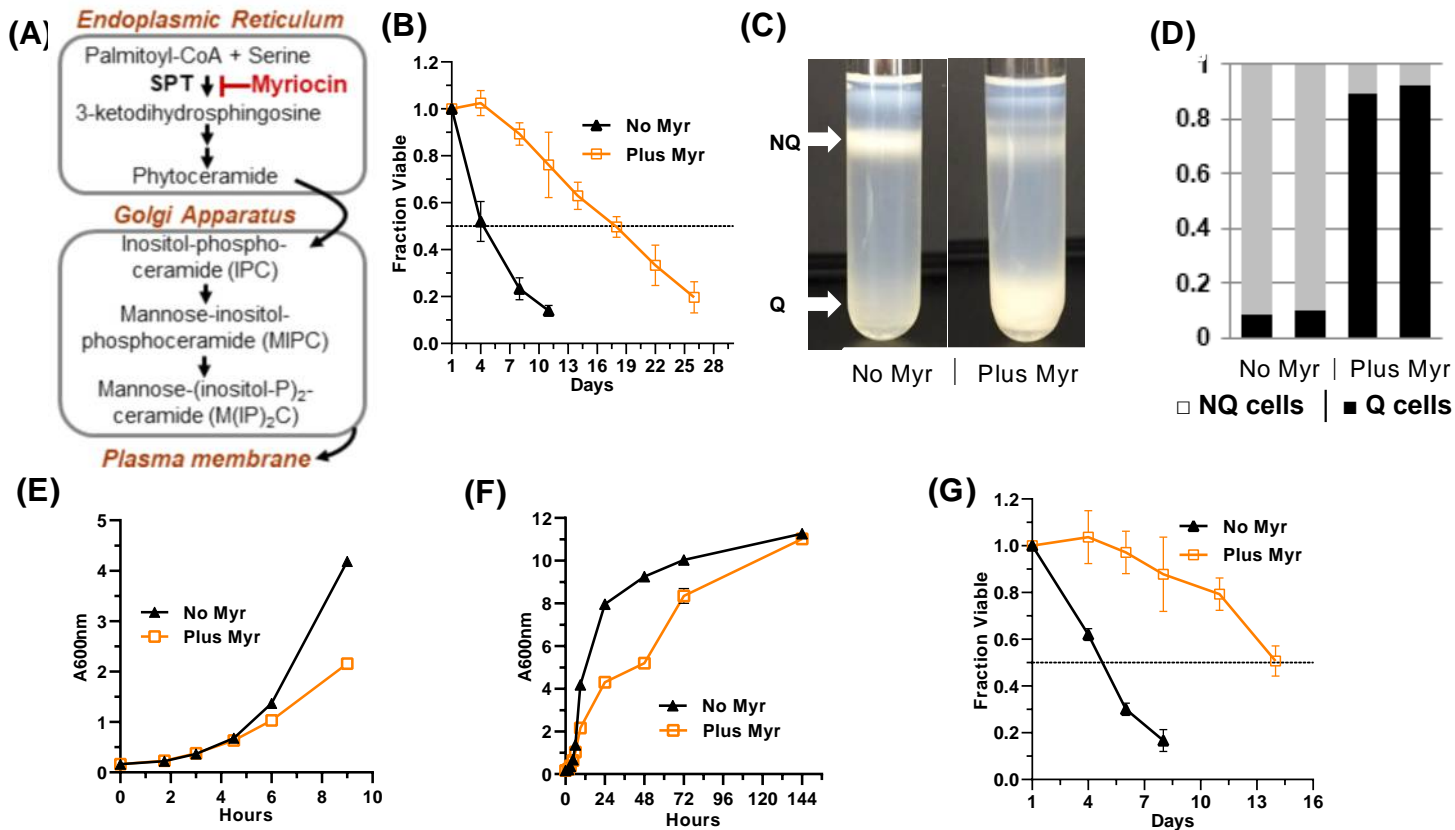 (A)
Endoplasmic Reticulum
Palmitoyl-CoA + Serine
SPT
Myriocin
3-ketodihydrosphingosine
Phytoceramide
Golgi Apparatus
Inositol-phospho-
ceramide (IPC)
Mannose-inositol-
phosphoceramide (MIPC)
Mannose-(inositol-P)2-
ceramide (M(IP)2C)
Plasma membrane
(B)
Fraction Viable
1.2
1.0
0.8
0.6
0.4
0.2
0.0
No Myr
Plus Myr
1 4 7 10 13 16 19 22 25 28
Days
(C)
NQ
Q
No Myr | Plus Myr
(D)
1
0.8
0.6
0.4
0.2
0
No Myr | Plus Myr
□ NQ cells | ■ Q cells
(E)
A600nm
5
4
3
2
1
0
No Myr
Plus Myr
0 2 4 6 8 10
Hours
(F)
A600nm
12
10
8
6
4
2
0
No Myr
Plus Myr
0 24 48 72 96 120 144
Hours
(G)
Fraction Viable
1.2
1.0
0.8
0.6
0.4
0.2
0.0
No Myr
Plus Myr
1 4 7 10 13 16
Days